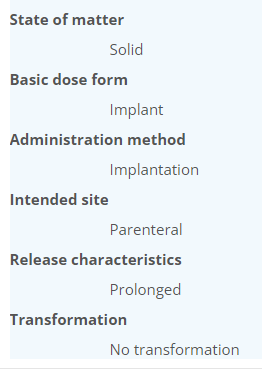 State of matter
Solid
Basic dose form
Implant
Administration method
Implantation
Intended site
Parenteral
Release characteristics
Prolonged
Transformation
No transformation